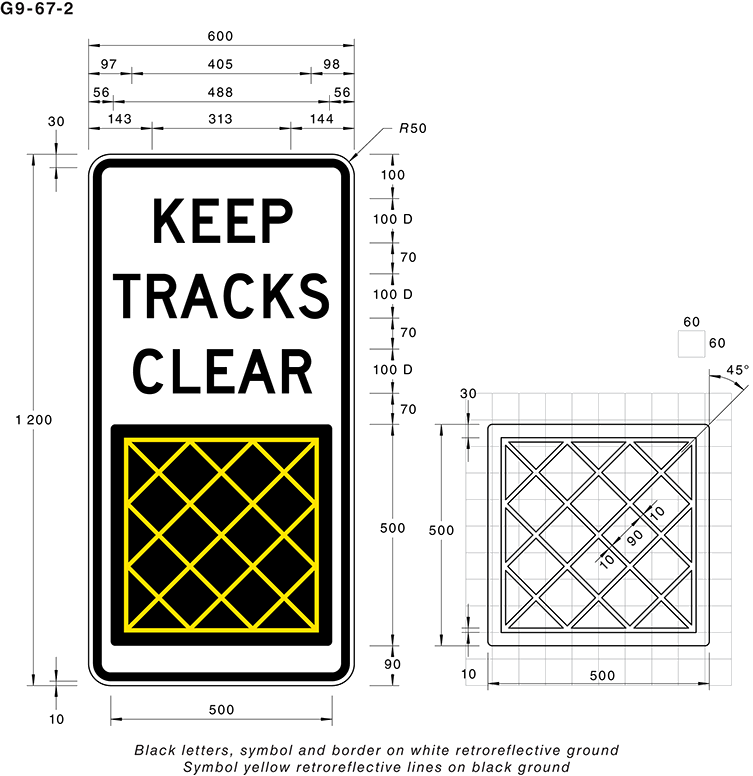 G9-67-2
600
97 405 98
56 488 56
143 313 144
30
R50
100
KEEP
100 D
70
TRACKS
100 D
70
CLEAR
100 D
70
1 200
500
90
10
500
60
60
45°
30
500
10
90
10
10
500
Black letters, symbol and border on white retroreflective ground
Symbol yellow retroreflective lines on black ground